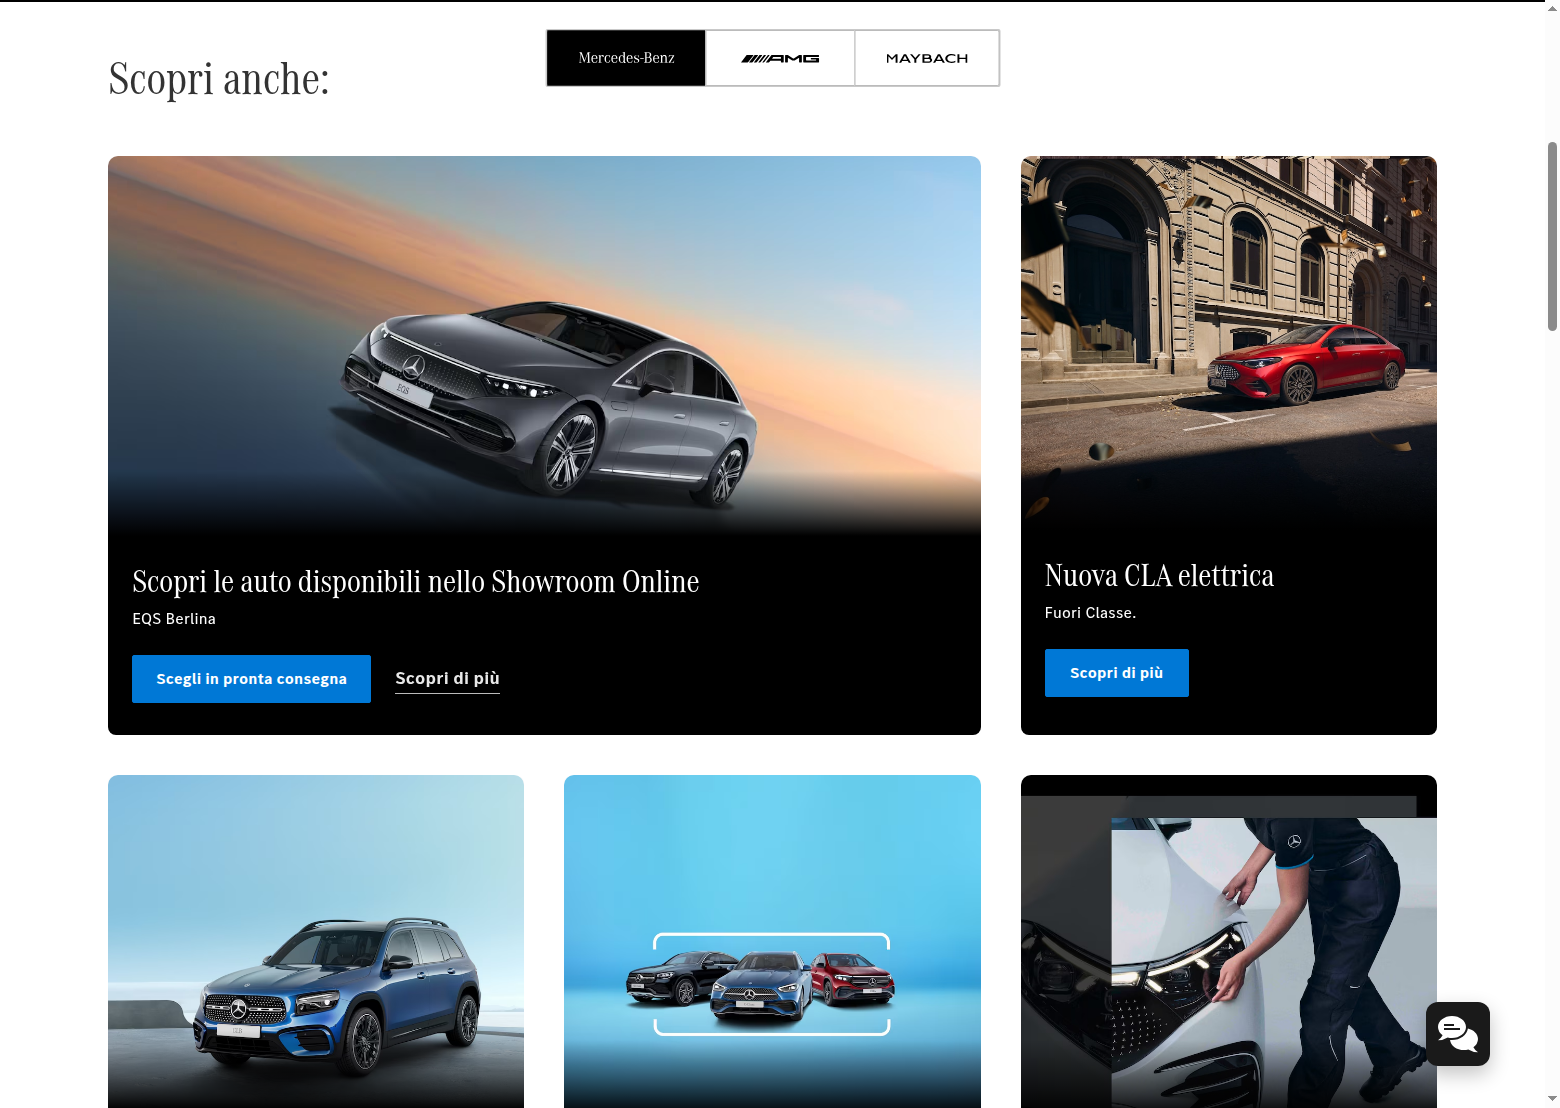 Mercedes-Benz
AMG
MAYBACH
Scopri anche:
EQS
Scopri le auto disponibili nello Showroom Online
EQS Berlina
Scegli in pronta consegna
Scopri di più
Nuova CLA elettrica
Fuori Classe.
Scopri di più